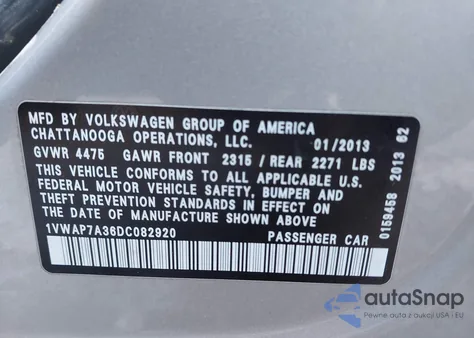 MFD BY VOLKSWAGEN GROUP OF AMERICA
CHATTANOOGA OPERATIONS, LLC. 01/2013
GVWR 4475 GAWR FRONT 2315/REAR 2271 LBS
THIS VEHICLE CONFORMS TO ALL APPLICABLE U.S.
FEDERAL MOTOR VEHICLE SAFETY, BUMPER AND
THEFT PREVENTION STANDARDS IN EFFECT ON
THE DATE OF MANUFACTURE SHOWN ABOVE
1VWAP7A36DC082920 PASSENGER CAR
0159458 2013 62
autoSnap
Pewne auta z aukcji USA i EU